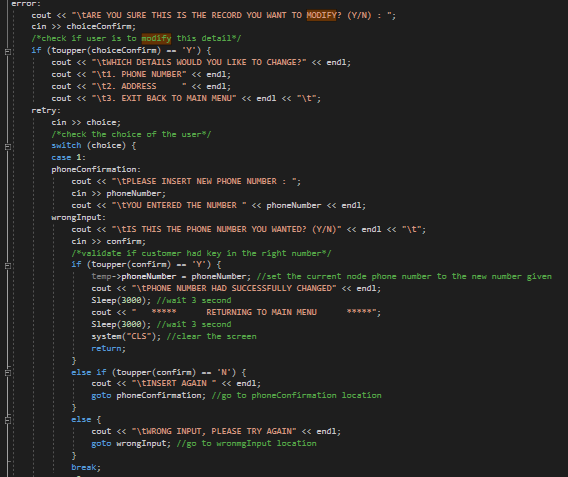 error:
cout << "\tARE YOU SURE THIS IS THE RECORD YOU WANT TO MODIFY? (Y/N) : ";
cin >> choiceConfirm;
/*check if user is to modify this detail*/
if (toupper(choiceConfirm) == 'Y') {
cout << "\tWHICH DETAILS WOULD YOU LIKE TO CHANGE?" << endl;
cout << "\t1. PHONE NUMBER" << endl;
cout << "\t2. ADDRESS     " << endl;
cout << "\t3. EXIT BACK TO MAIN MENU" << endl << "\t";
retry:
cin >> choice;
/*check the choice of the user*/
switch (choice) {
case 1:
phoneConfirmation:
cout << "\tPLEASE INSERT NEW PHONE NUMBER : ";
cin >> phoneNumber;
cout << "\tYOU ENTERED THE NUMBER " << phoneNumber << endl;
wrongInput:
cout << "\tIS THIS THE PHONE NUMBER YOU WANTED? (Y/N)" << endl << "\t";
cin >> confirm;
/*validate if customer had key in the right number*/
if (toupper(confirm) == 'Y') {
temp->phoneNumber = phoneNumber; //set the current node phone number to the new number given
cout << "\tPHONE NUMBER HAD SUCCESSFULLY CHANGED" << endl;
Sleep(3000); //wait 3 second
cout << "   *****      RETURNING TO MAIN MENU      *****";
Sleep(3000); //wait 3 second
system("CLS"); //clear the screen
return;
}
else if (toupper(confirm) == 'N') {
cout << "\tINSERT AGAIN " << endl;
goto phoneConfirmation; //go to phoneConfirmation location
}
else {
cout << "\tWRONG INPUT, PLEASE TRY AGAIN" << endl;
goto wrongInput; //go to wronmgInput location
}
break;